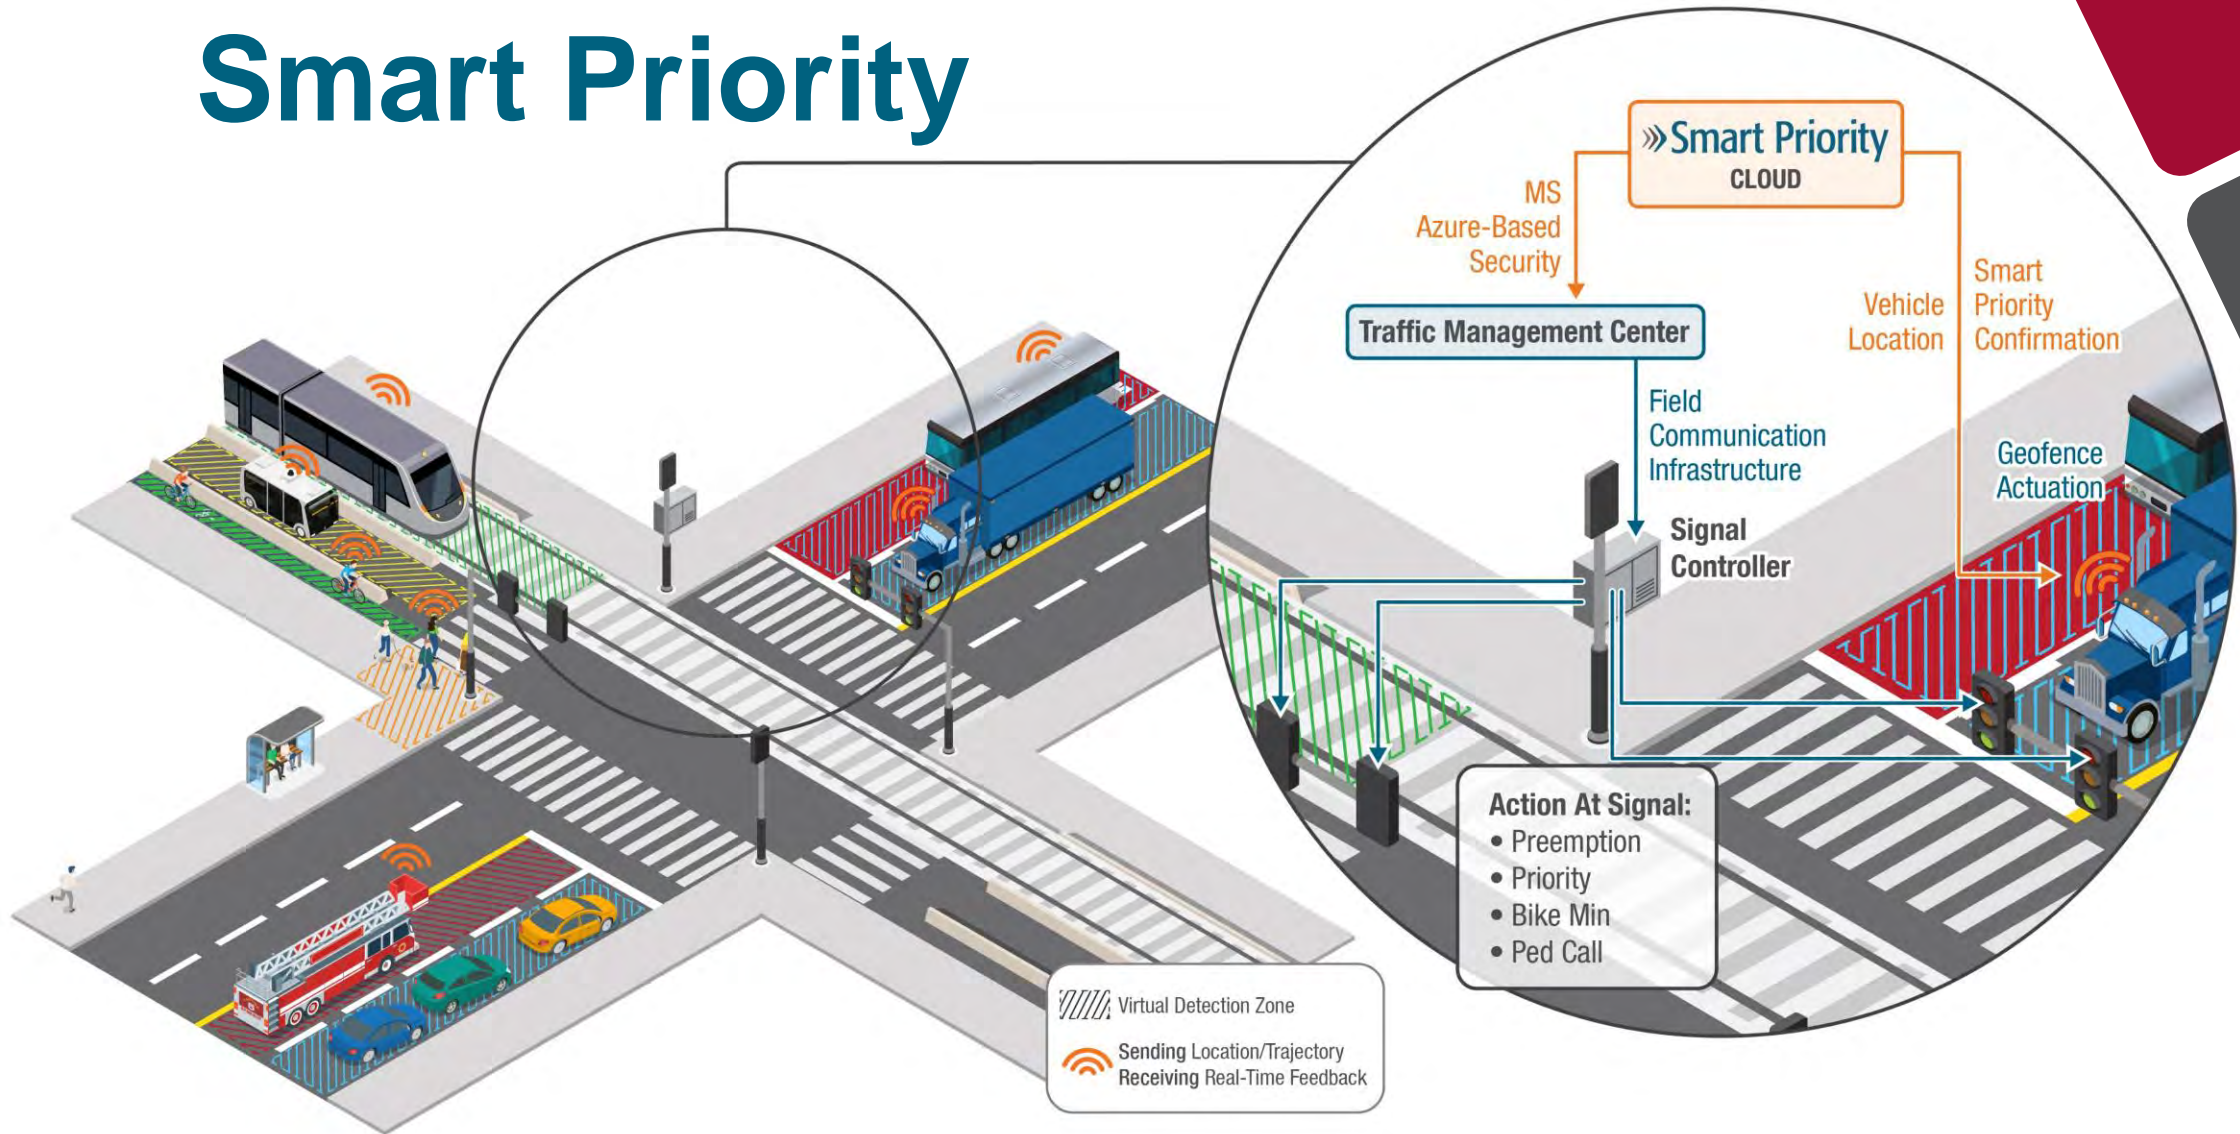 Smart Priority
Smart Priority
CLOUD
MS
Azure-Based
Security
Smart
Priority
Confirmation
Vehicle
Location
Traffic Management Center
Field
Communication
Infrastructure
Geofence
Actuation
Signal
Controller
Action At Signal:
• Preemption
• Priority
• Bike Min
• Ped Call
Virtual Detection Zone
Sending Location/Trajectory
Receiving Real-Time Feedback